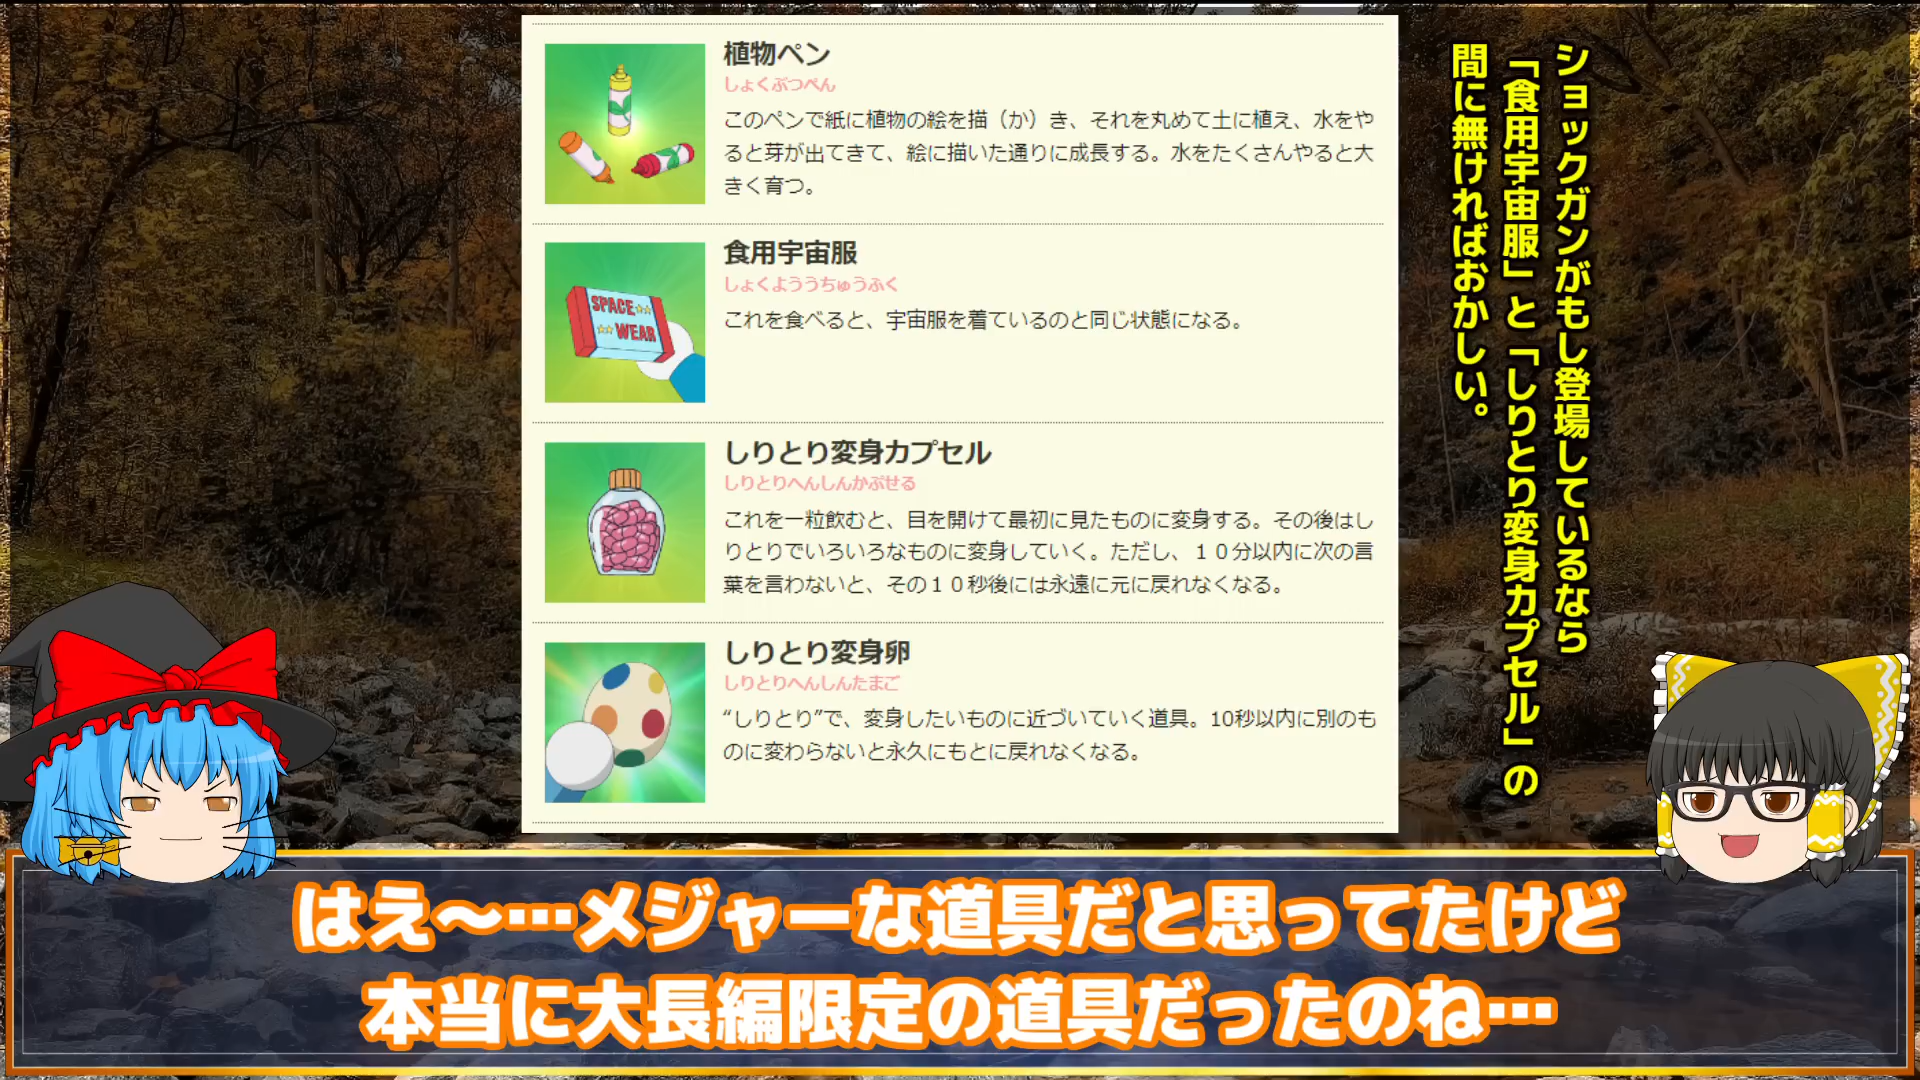 植物ペン
しょくぶつぺん
このペンで紙に植物の絵を描（か）き、それを丸めて土に植え、水をや
ると芽が出てきて、絵に描いた通りに成長する。水をたくさんやると大
きく育つ。
食用宇宙服
しょくよううちゅうふく
これを食べると、宇宙服を着ているのと同じ状態になる。
SPACE
WEAR
しりとり変身カプセル
しりとりへんしんかぷせる
これを一粒飲むと、目を開けて最初に見たものに変身する。その後はし
りとりでいろいろなものに変身していく。ただし、１０分以内に次の言
葉を言わないと、その１０秒後には永遠に元に戻れなくなる。
しりとり変身卵
しりとりへんしんたまご
“しりとり”で、変身したいものに近づいていく道具。10秒以内に別のも
のに変わらないと永久にもとに戻れなくなる。
ショックガンがもし登場しているなら
「食用宇宙服」と「しりとり変身カプセル」の
間に無ければおかしい。
はえ～…メジャーな道具だと思ってたけど
本当に大長編限定の道具だったのね…